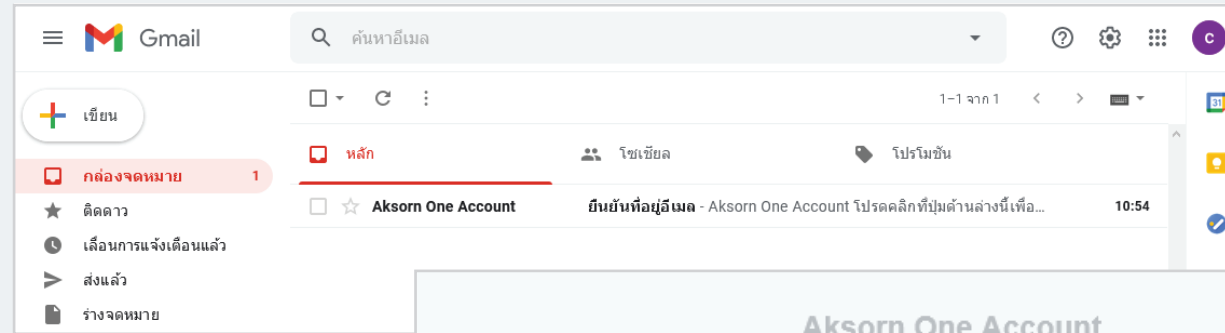 Gmail
ค้นหาอีเมล
C
เขียน
1–1 จาก 1
31
หลัก
โซเชียล
โปรโมชัน
กล่องจดหมาย 1
Aksorn One Account ยืนยันที่อยู่อีเมล - Aksorn One Account โปรดคลิกที่ปุ่มด้านล่างนี้เพื่อ... 10:54
ติดดาว
เลื่อนการแจ้งเตือนแล้ว
ส่งแล้ว
ร่างจดหมาย
Aksorn One Account